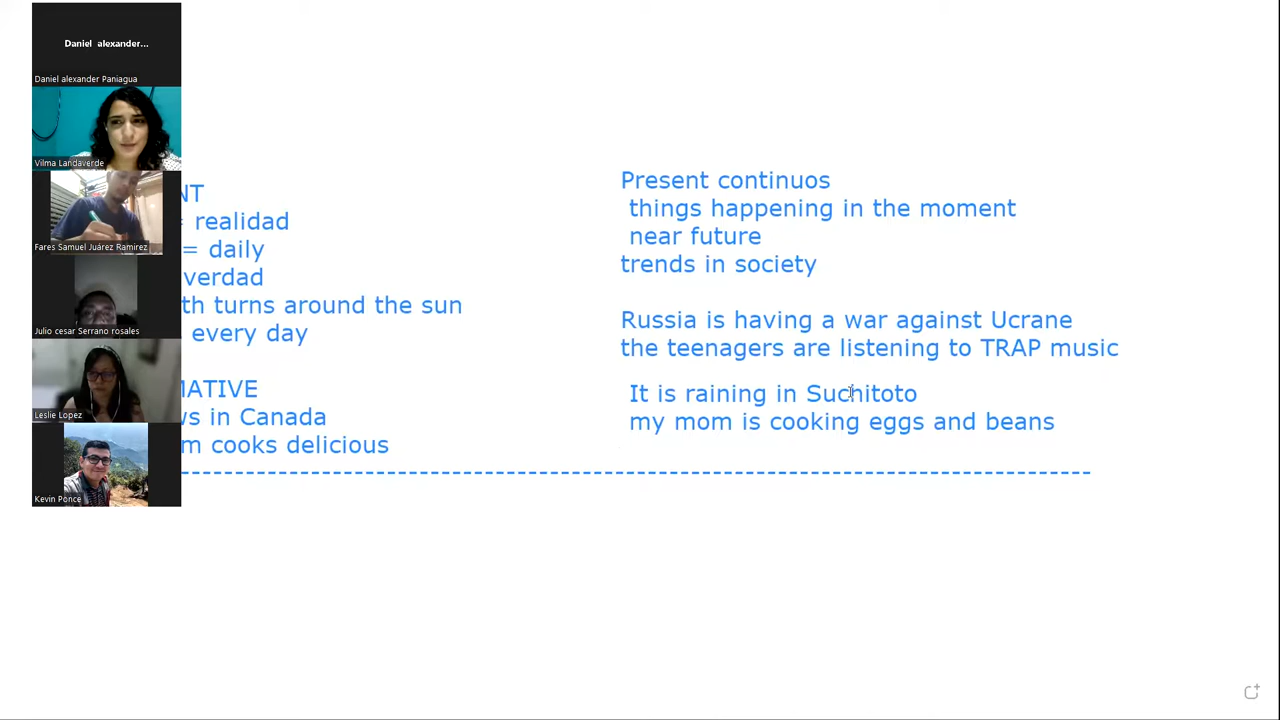 Daniel alexander...
Daniel alexander Paniagua
Vilma Landaverde
Fares Samuel Juárez Ramirez
Julio cesar Serrano rosales
Leslie Lopez
Kevin Ponce
NT
= realidad
= daily
verdad
th turns around the sun
every day
MATIVE
ws in Canada
m cooks delicious
Present continuos
things happening in the moment
near future
trends in society
Russia is having a war against Ucrane
the teenagers are listening to TRAP music
It is raining in Suchitoto
my mom is cooking eggs and beans